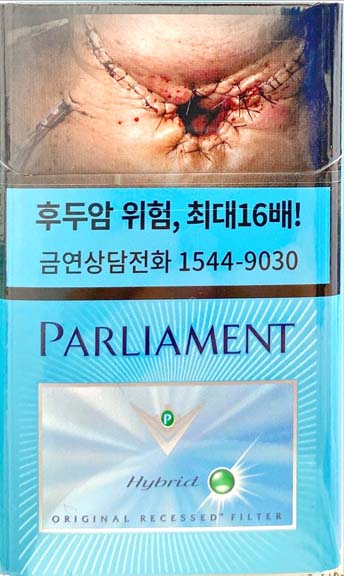 후두암 위험, 최대16배!
금연상담전화 1544-9030
PARLIAMENT
P
Hybrid
ORIGINAL RECESSED™ FILTER